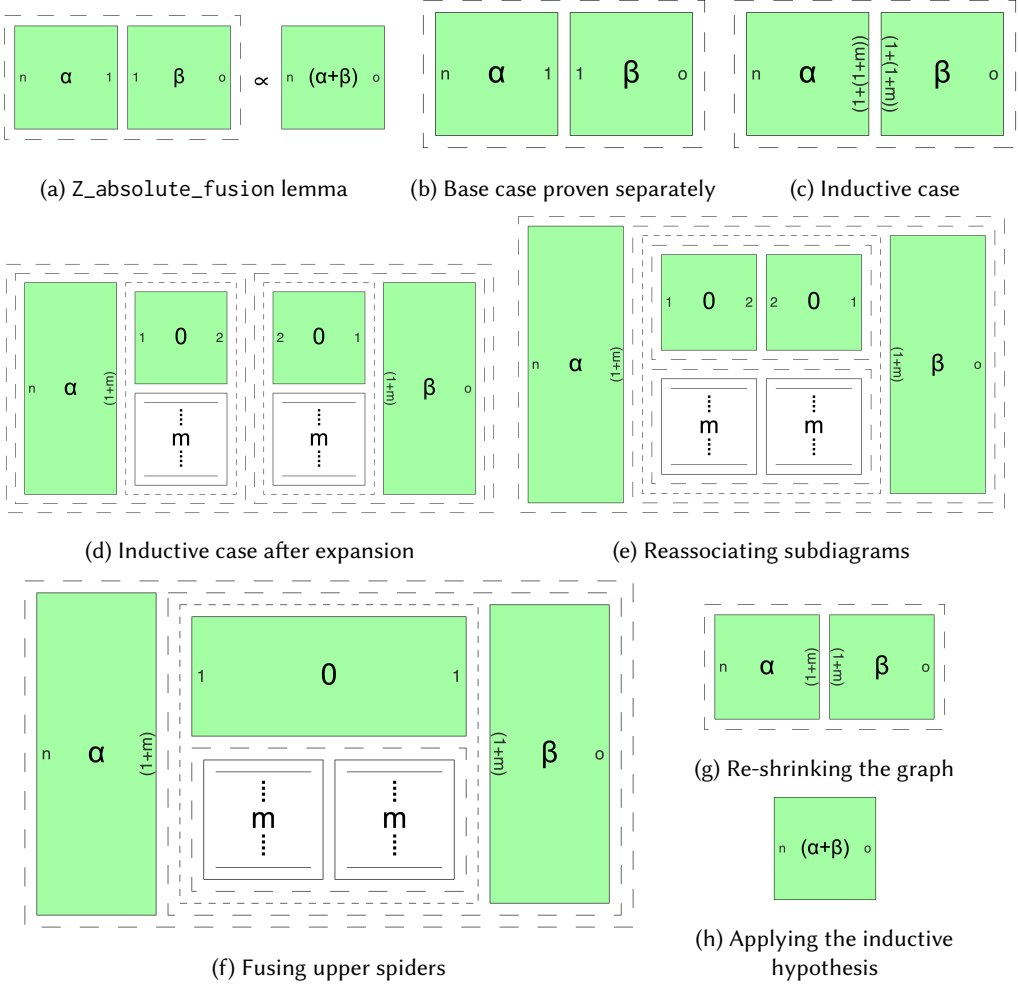 n α 1 1 β o ∝ n (α+β) o
n α 1 1 β o
n α (1+(1+m)) (1+(1+m)) β o
(a) Z_absolute_fusion lemma
(b) Base case proven separately
(c) Inductive case
n α (1+m)
1 0 2
m
2 0 1
m
(1+m) β o
n α (1+m)
1 0 2 2 0 1
m m
(1+m) β o
(d) Inductive case after expansion
(e) Reassociating subdiagrams
n α (1+m)
1 0 1
m m
(1+m) β o
(f) Fusing upper spiders
n α (1+m) (1+m) β o
(g) Re-shrinking the graph
n (α+β) o
(h) Applying the inductive
hypothesis